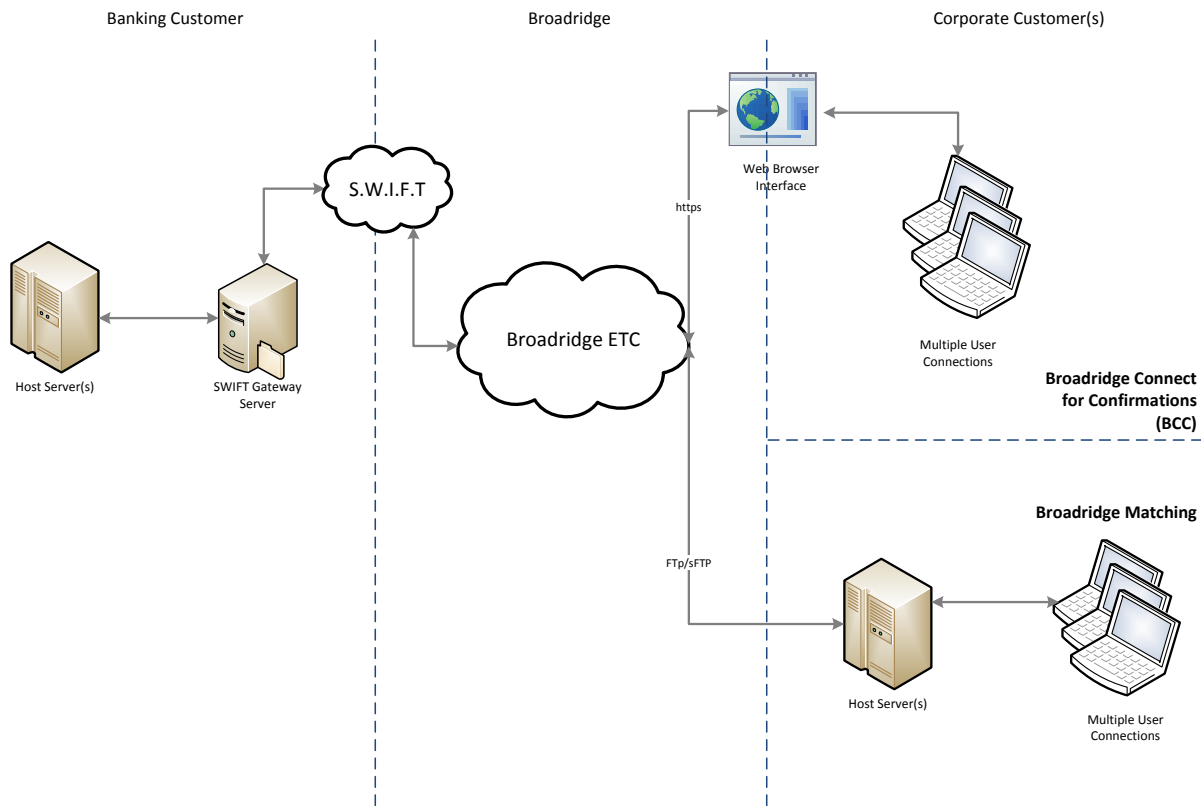 Banking Customer
Broadridge
Corporate Customer(s)
S.W.I.F.T
Web Browser
Interface
https
Broadridge ETC
Host Server(s)
SWIFT Gateway
Server
Multiple User
Connections
Broadridge Connect
for Confirmations
(BCC)
Broadridge Matching
FTp/sFTP
Host Server(s)
Multiple User
Connections